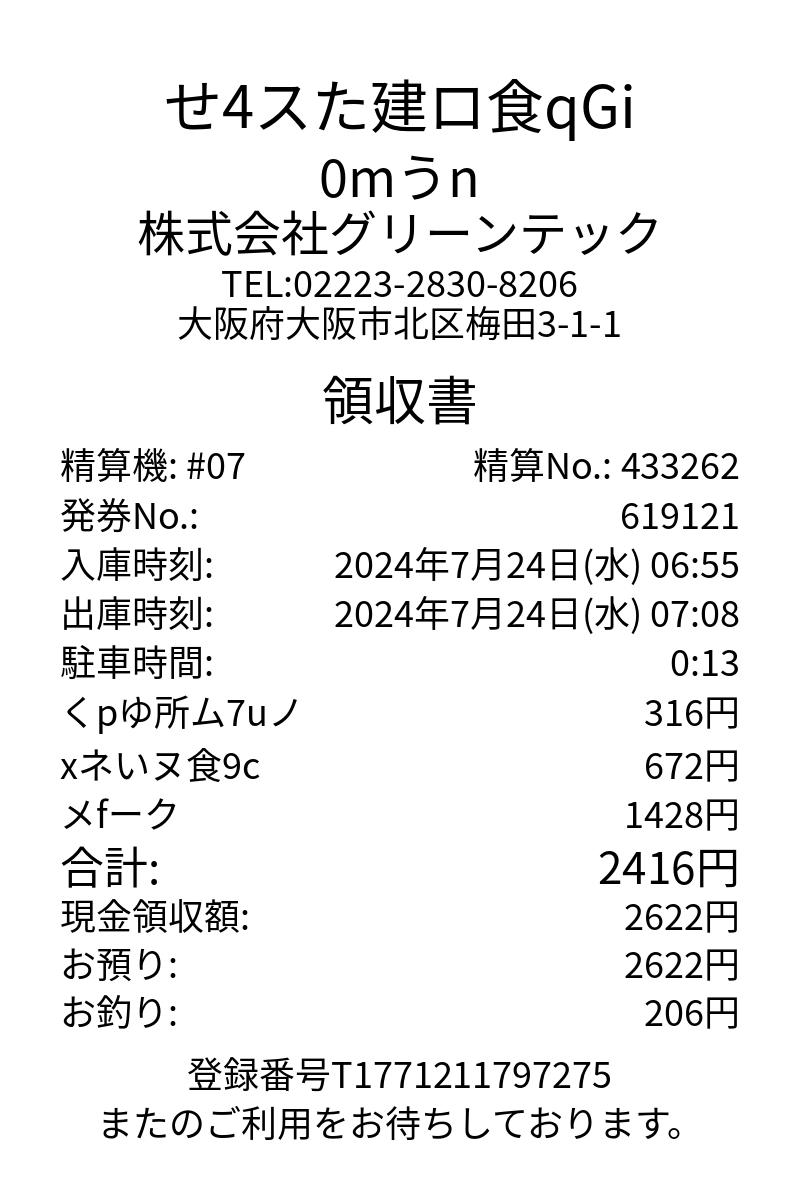 せ4スた建ロ食qGi
0mうn
株式会社グリーンテック
TEL:02223-2830-8206
大阪府大阪市北区梅田3-1-1
領収書
精算機: #07 精算No.: 433262
発券No.: 619121
入庫時刻: 2024年7月24日(水) 06:55
出庫時刻: 2024年7月24日(水) 07:08
駐車時間: 0:13
くpゆ所ム7uノ 316円
xネいヌ食9c 672円
メfーク 1428円
合計: 2416円
現金領収額: 2622円
お預り: 2622円
お釣り: 206円
登録番号T1771211797275
またのご利用をお待ちしております。